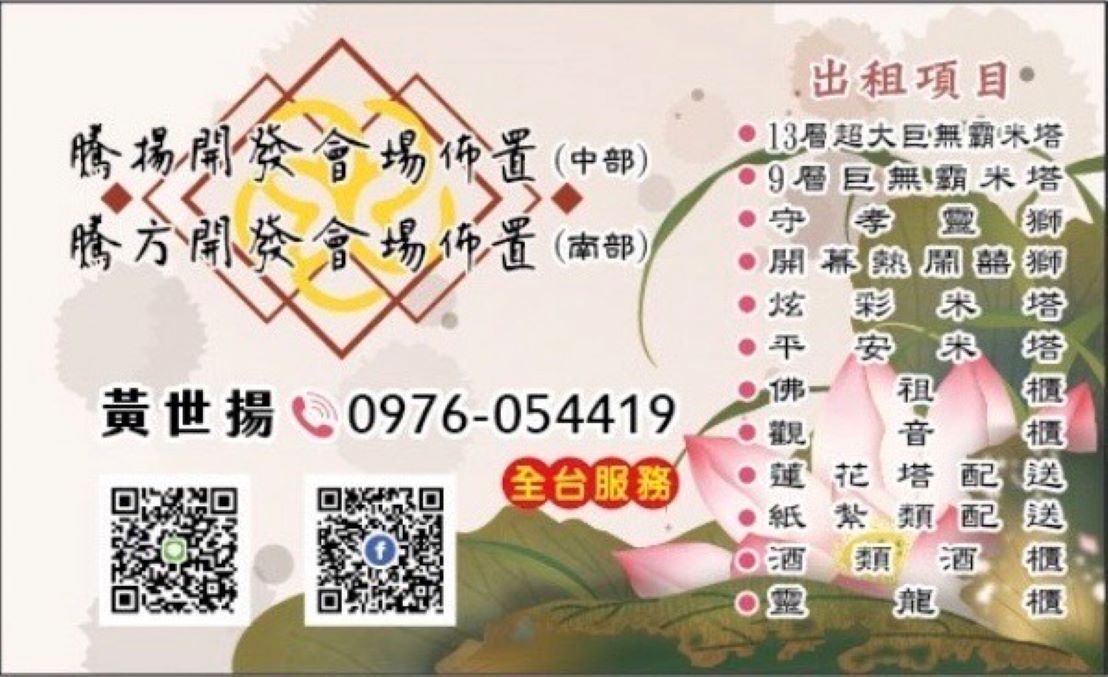 騰揚開發會場佈置(中部)
騰方開發會場佈置(南部)
黃世揚 0976-054419
全台服務
出租項目
• 13層超大巨無霸米塔
• 9層巨無霸米塔
• 守孝靈獅
• 開幕熱鬧囍獅
• 炫彩米塔
• 平安米塔
• 佛祖櫃
• 觀音櫃
• 蓮花塔配送
• 紙紮類配送
• 酒類酒櫃
• 靈龍櫃